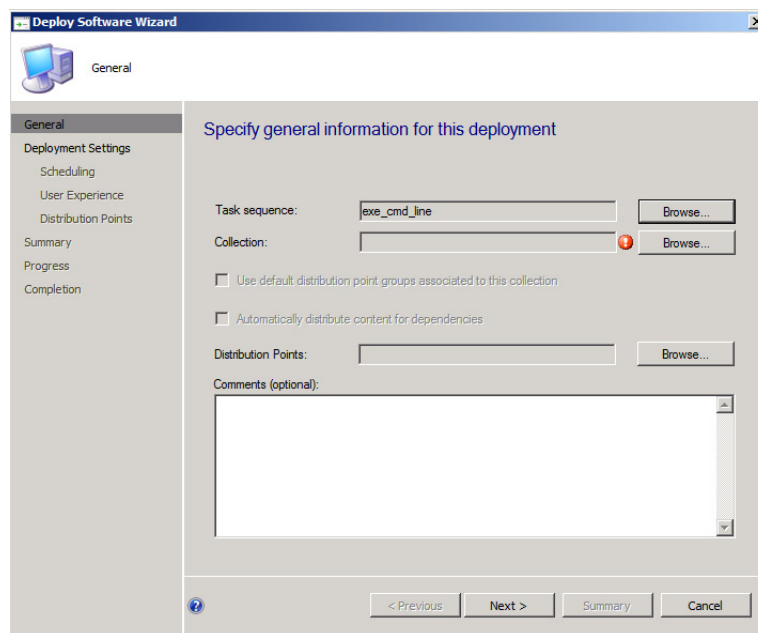 Deploy Software Wizard
General
General
Deployment Settings
Scheduling
User Experience
Distribution Points
Summary
Progress
Completion
Specify general information for this deployment
Task sequence: exe_cmd_line Browse...
Collection: Browse...
Use default distribution point groups associated to this collection
Automatically distribute content for dependencies
Distribution Points: Browse...
Comments (optional):
< Previous Next > Summary Cancel